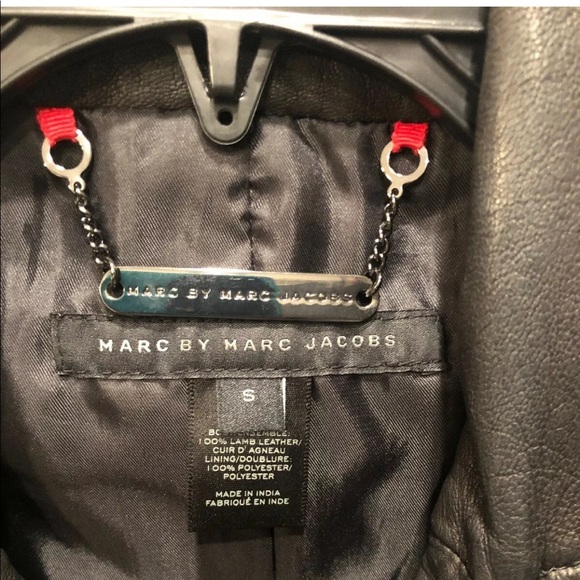 MARC BY MARC JACOBS
MARC BY MARC JACOBS
S
100% LAMB LEATHER/
CUIR D'AGNEAU
LINING/DOUBLURE:
100% POLYESTER/
POLYESTER
MADE IN INDIA
FABRIQUÉ EN INDE